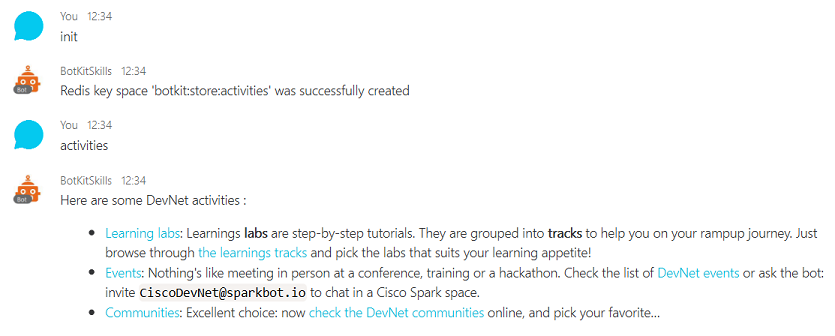 You 12:34
init
BotKitSkills 12:34
Bot
Redis key space 'botkit:store:activities' was successfully created
You 12:34
activities
BotKitSkills 12:34
Bot
Here are some DevNet activities :
• Learning labs: Learnings labs are step-by-step tutorials. They are grouped into tracks to help you on your rampup journey. Just
browse through the learnings tracks and pick the labs that suits your learning appetite!
• Events: Nothing's like meeting in person at a conference, training or a hackathon. Check the list of DevNet events or ask the bot:
invite CiscoDevNet@sparkbot.io to chat in a Cisco Spark space.
• Communities: Excellent choice: now check the DevNet communities online, and pick your favorite...